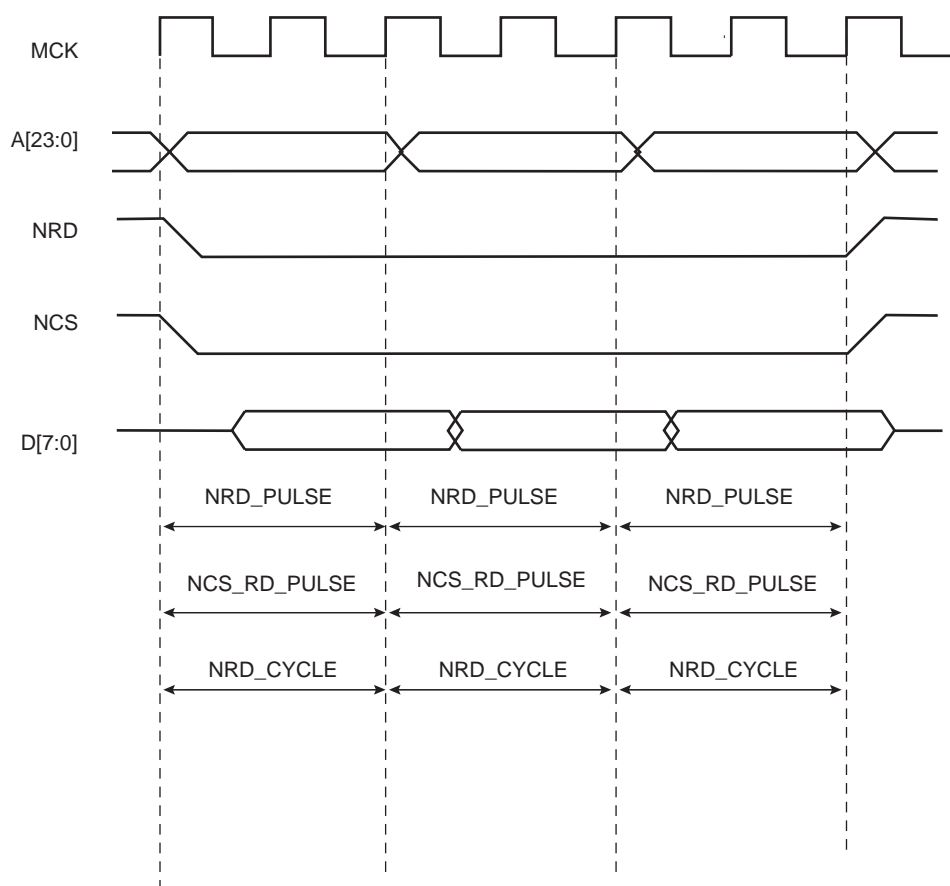 MCK
A[23:0]
NRD
NCS
D[7:0]
NRD_PULSE NRD_PULSE NRD_PULSE
NCS_RD_PULSE NCS_RD_PULSE NCS_RD_PULSE
NRD_CYCLE NRD_CYCLE NRD_CYCLE